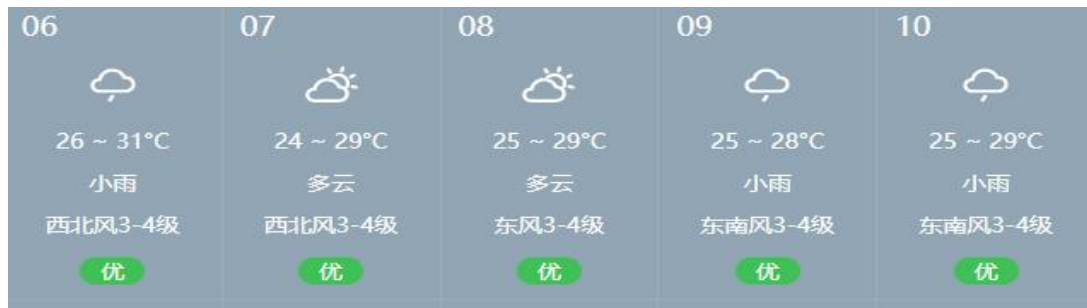 06 07 08 09 10
26 ~ 31°C 24 ~ 29°C 25 ~ 29°C 25 ~ 28°C 25 ~ 29°C
小雨 多云 多云 小雨 小雨
西北风3-4级 西北风3-4级 东风3-4级 东南风3-4级 东南风3-4级
优 优 优 优 优